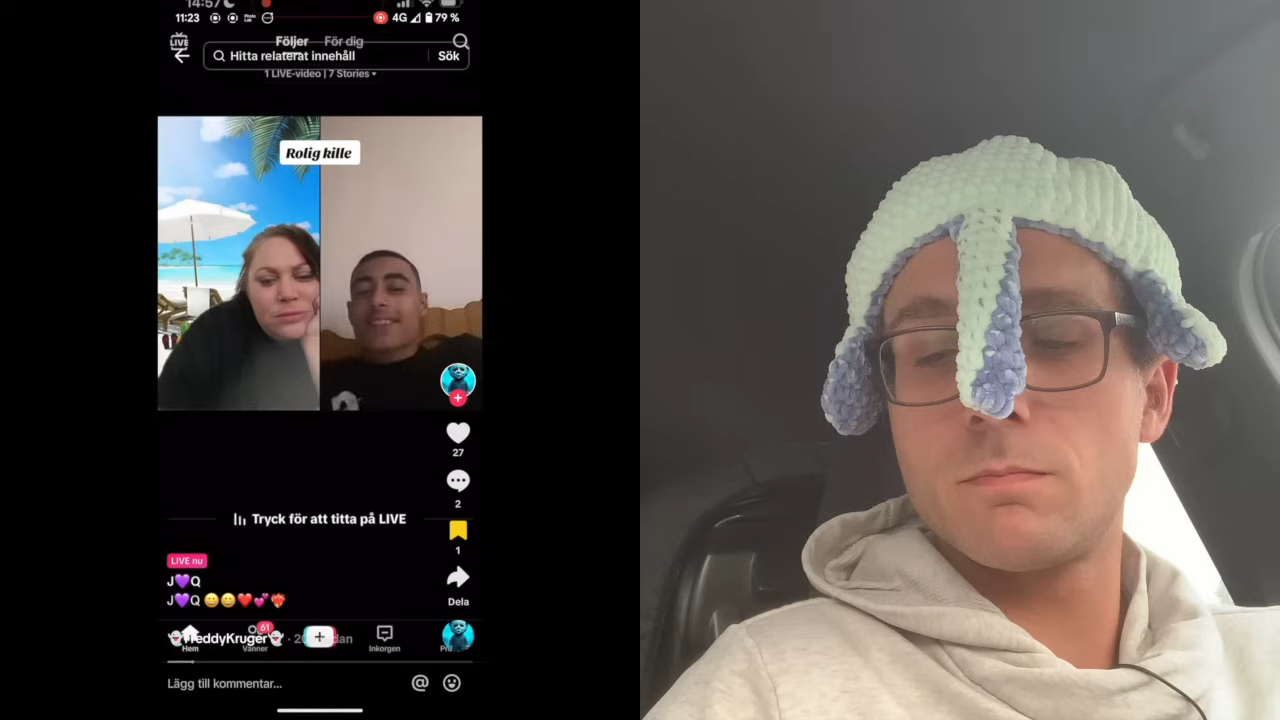 14:57
11:23
4G
79 %
LIVE
Följer För dig
Hitta relaterat innehåll
Sök
1 LIVE-video | 7 Stories
Rolig kille
27
2
Tryck för att titta på LIVE
1
LIVE nu
J💜Q
Dela
J💜Q 😀😀❤️💕❤️‍🔥
61
👻TeddyKruger👻
Hem
Vänner
Inkorgen
Lägg till kommentar...
@